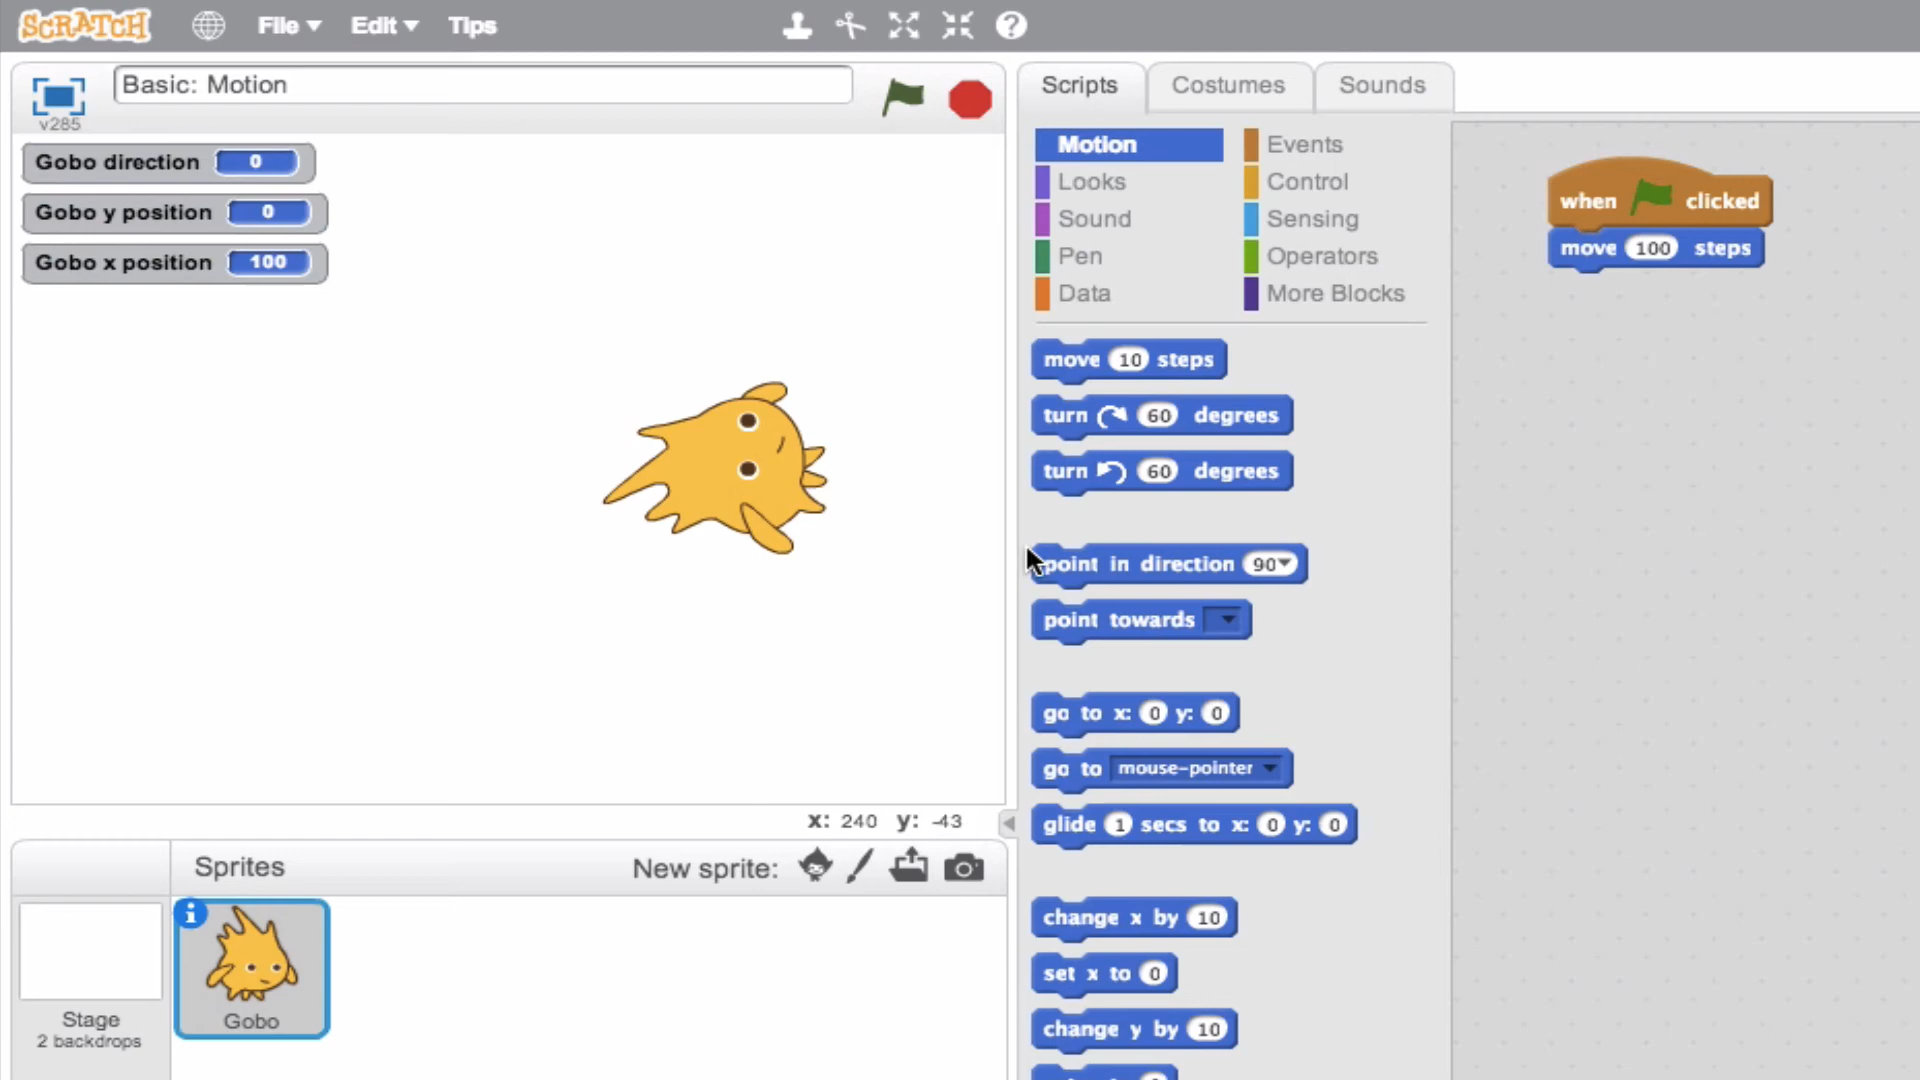 SCRATCH
File
Edit
Tips
v285
Basic: Motion
Gobo direction 0
Gobo y position 0
Gobo x position 100
x: 240 y: -43
Sprites
New sprite:
Stage
2 backdrops
Gobo
Scripts
Costumes
Sounds
Motion
Events
Looks
Control
Sound
Sensing
Pen
Operators
Data
More Blocks
move 10 steps
turn 60 degrees
turn 60 degrees
point in direction 90
point towards
go to x: 0 y: 0
go to mouse-pointer
glide 1 secs to x: 0 y: 0
change x by 10
set x to 0
change y by 10
when clicked
move 100 steps